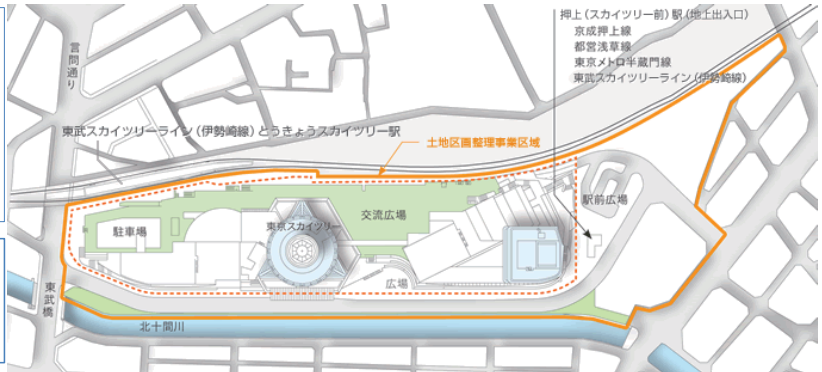 押上(スカイツリー前)駅(地上出入口)
京成押上線
都営浅草線
東京メトロ半蔵門線
東武スカイツリーライン(伊勢崎線)
言問通り
東武スカイツリーライン(伊勢崎線)とうきょうスカイツリー駅
土地区画整理事業区域
駅前広場
交流広場
東京スカイツリー
駐車場
広場
東武橋
北十間川